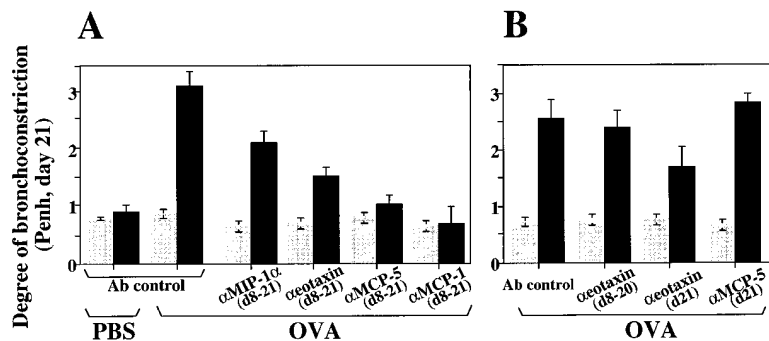 A
B
Degree of bronchoconstriction
(Penh, day 21)
3
2
1
0
3
2
1
0
Ab control
αMIP-1α
(d8-21)
αeotaxin
(d8-21)
αMCP-5
(d8-21)
αMCP-1
(d8-21)
PBS
OVA
Ab control
αeotaxin
(d8-20)
αeotaxin
(d21)
αMCP-5
(d21)
OVA